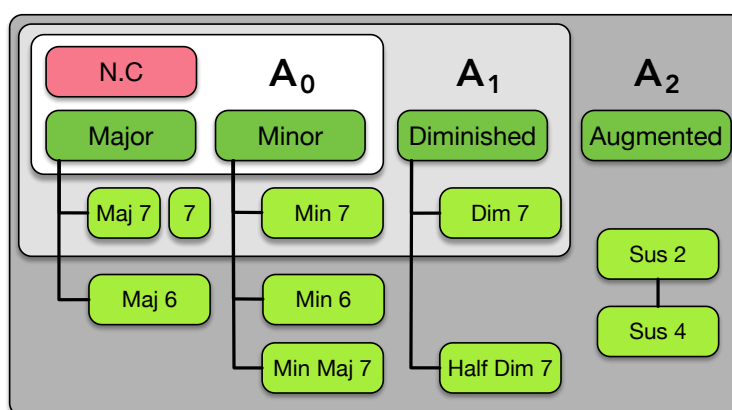 N.C A0 A1 A2
Major Minor Diminished Augmented
Maj 7 7 Min 7 Dim 7
Sus 2
Maj 6 Min 6
Sus 4
Min Maj 7 Half Dim 7